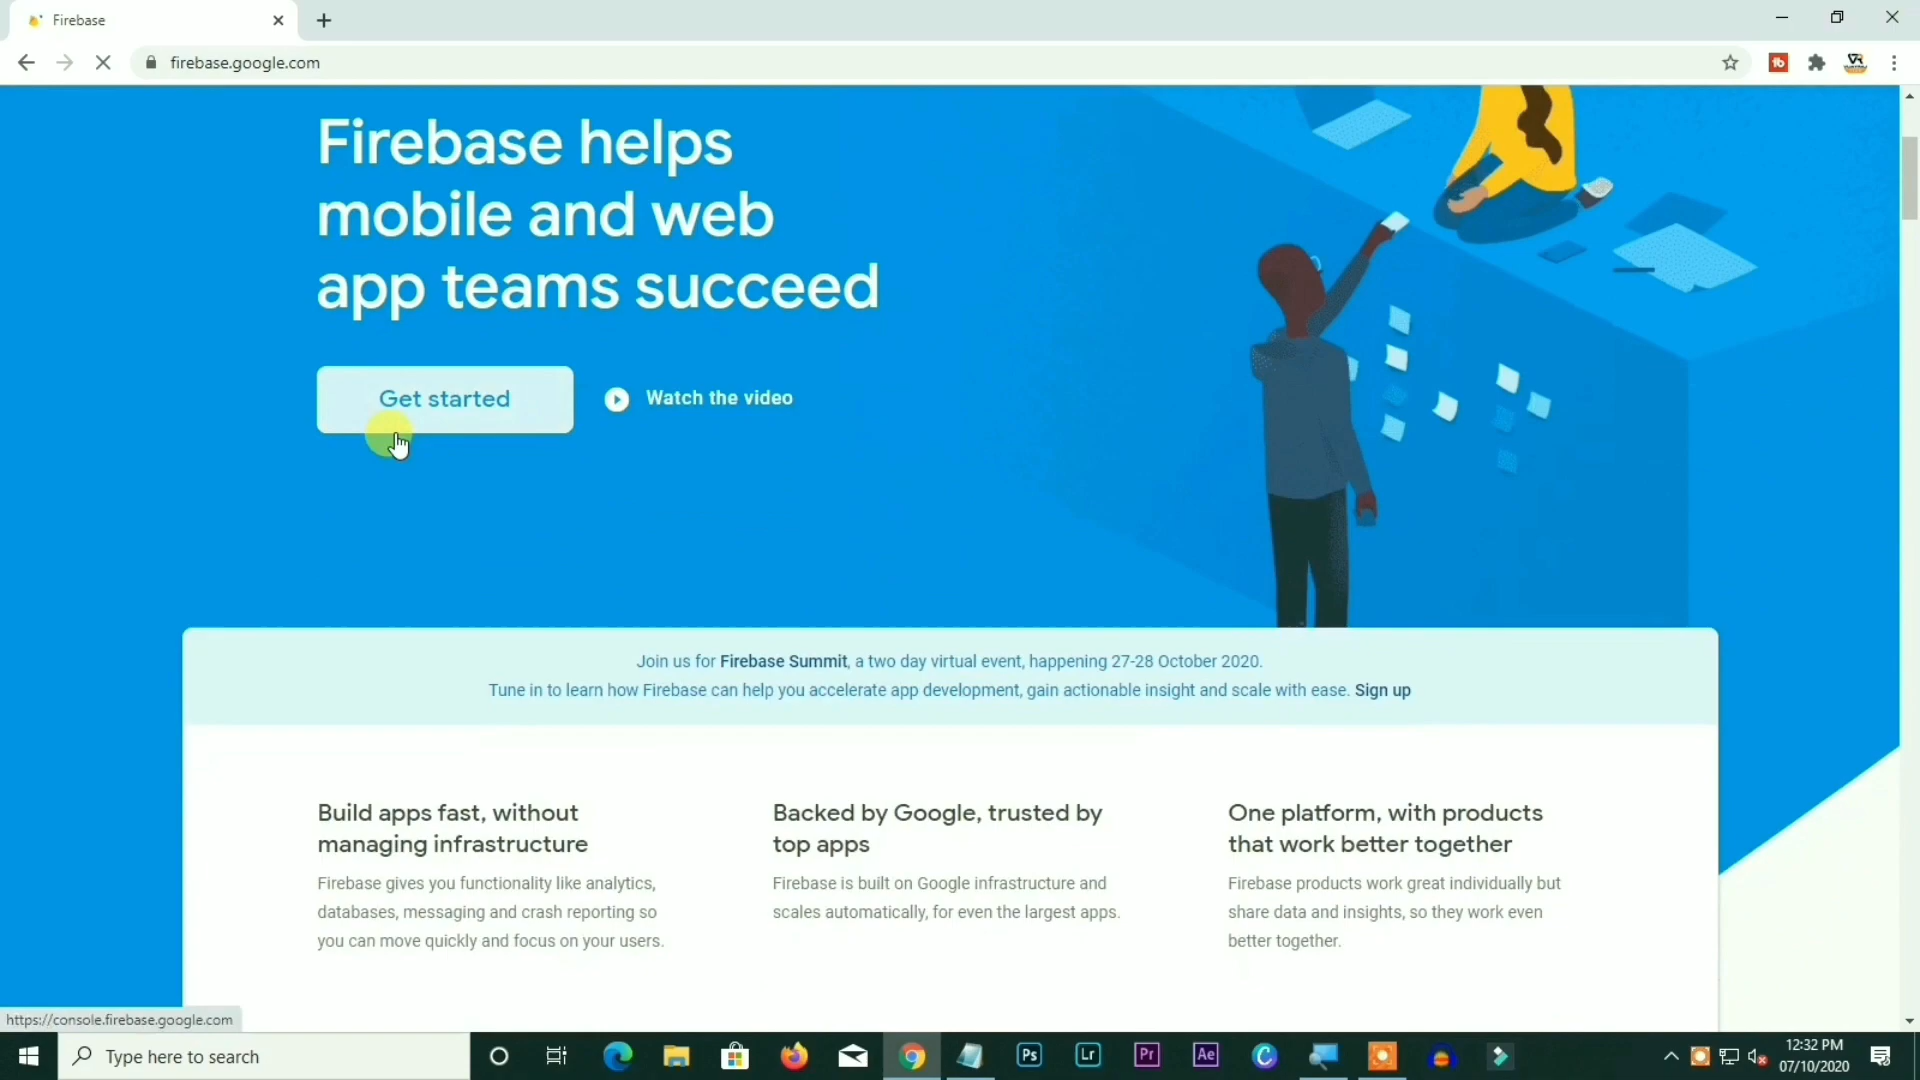 Firebase
firebase.google.com
Firebase helps
mobile and web
app teams succeed
Get started
Watch the video
Join us for Firebase Summit, a two day virtual event, happening 27-28 October 2020.
Tune in to learn how Firebase can help you accelerate app development, gain actionable insight and scale with ease. Sign up
Build apps fast, without
managing infrastructure
Firebase gives you functionality like analytics,
databases, messaging and crash reporting so
you can move quickly and focus on your users.
Backed by Google, trusted by
top apps
Firebase is built on Google infrastructure and
scales automatically, for even the largest apps.
One platform, with products
that work better together
Firebase products work great individually but
share data and insights, so they work even
better together.
https://console.firebase.google.com
Type here to search
Ps
Lr
Pr
Ae
12:32 PM
07/10/2020